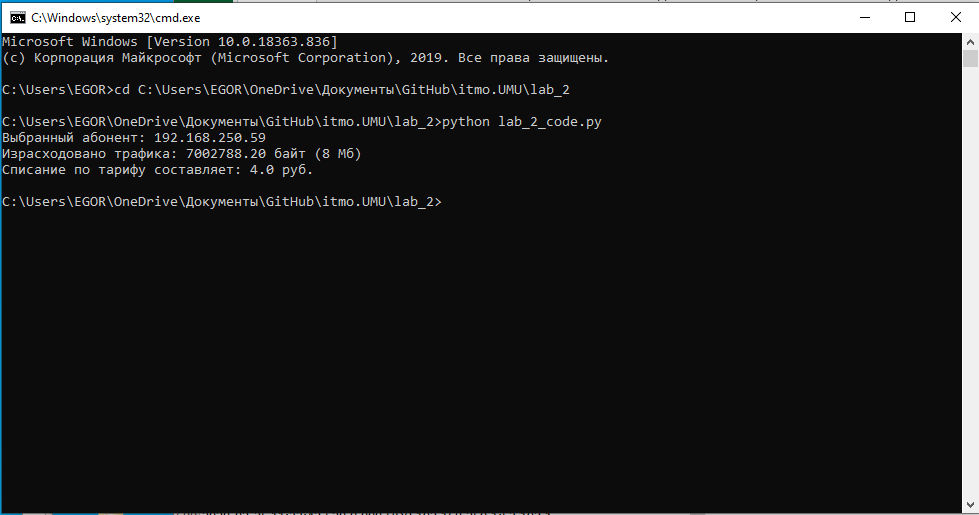 C:\Windows\system32\cmd.exe
Microsoft Windows [Version 10.0.18363.836]
(c) Корпорация Майкрософт (Microsoft Corporation), 2019. Все права защищены.
C:\Users\EGOR>cd C:\Users\EGOR\OneDrive\Документы\GitHub\itmo.UMU\lab_2
C:\Users\EGOR\OneDrive\Документы\GitHub\itmo.UMU\lab_2>python lab_2_code.py
Выбранный абонент: 192.168.250.59
Израсходовано трафика: 7002788.20 байт (8 Мб)
Списание по тарифу составляет: 4.0 руб.
C:\Users\EGOR\OneDrive\Документы\GitHub\itmo.UMU\lab_2>